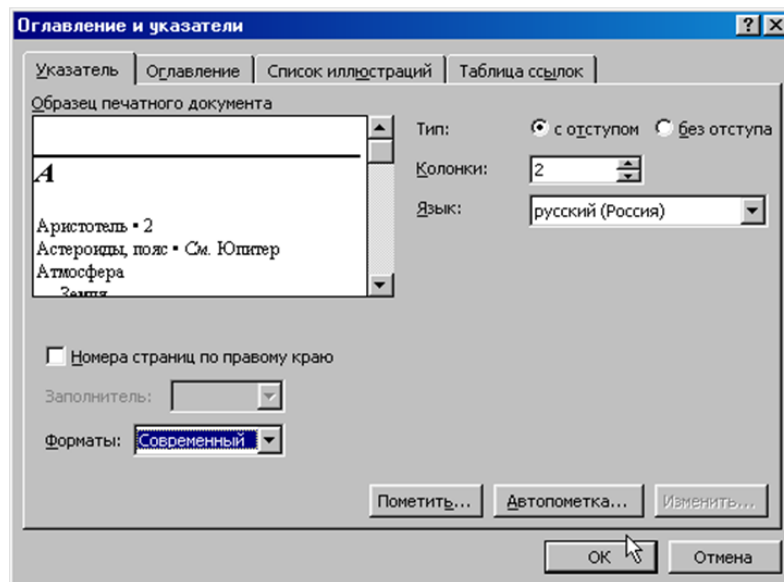 Оглавление и указатели
Указатель Оглавление Список иллюстраций Таблица ссылок
Образец печатного документа
А
Аристотель ▪ 2
Астероиды, пояс ▪ См. Юпитер
Атмосфера
Земля
Тип: с отступом без отступа
Колонки: 2
Язык: русский (Россия)
Номера страниц по правому краю
Заполнитель:
Форматы: Современный
Пометить... Автопометка... Изменить...
ОК Отмена